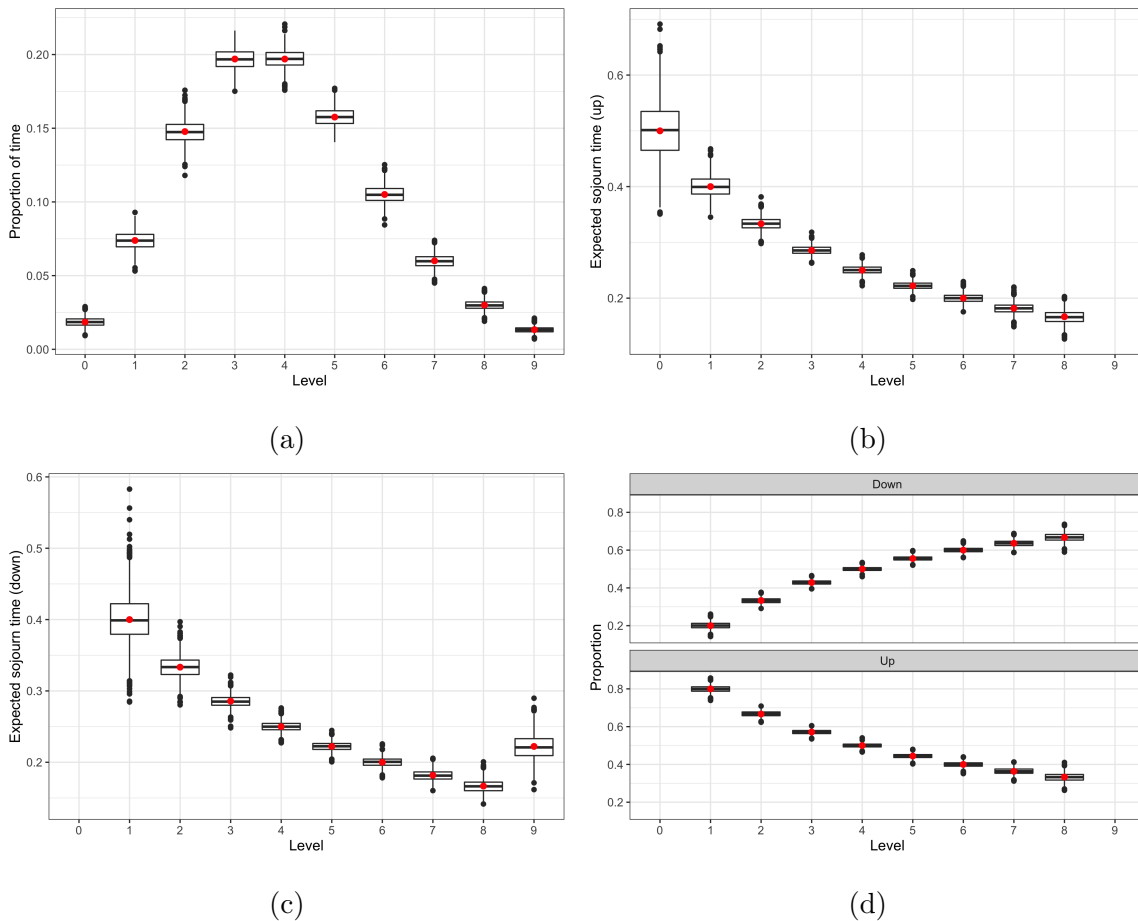 0.20
0.15
0.10
0.05
0.00
Proportion of time
0 1 2 3 4 5 6 7 8 9
Level
(a)
0.6
0.4
0.2
Expected sojourn time (up)
0 1 2 3 4 5 6 7 8 9
Level
(b)
0.6
0.5
0.4
0.3
0.2
Expected sojourn time (down)
0 1 2 3 4 5 6 7 8 9
Level
(c)
Down
0.8
0.6
0.4
0.2
Proportion
Up
0.8
0.6
0.4
0.2
0 1 2 3 4 5 6 7 8 9
Level
(d)